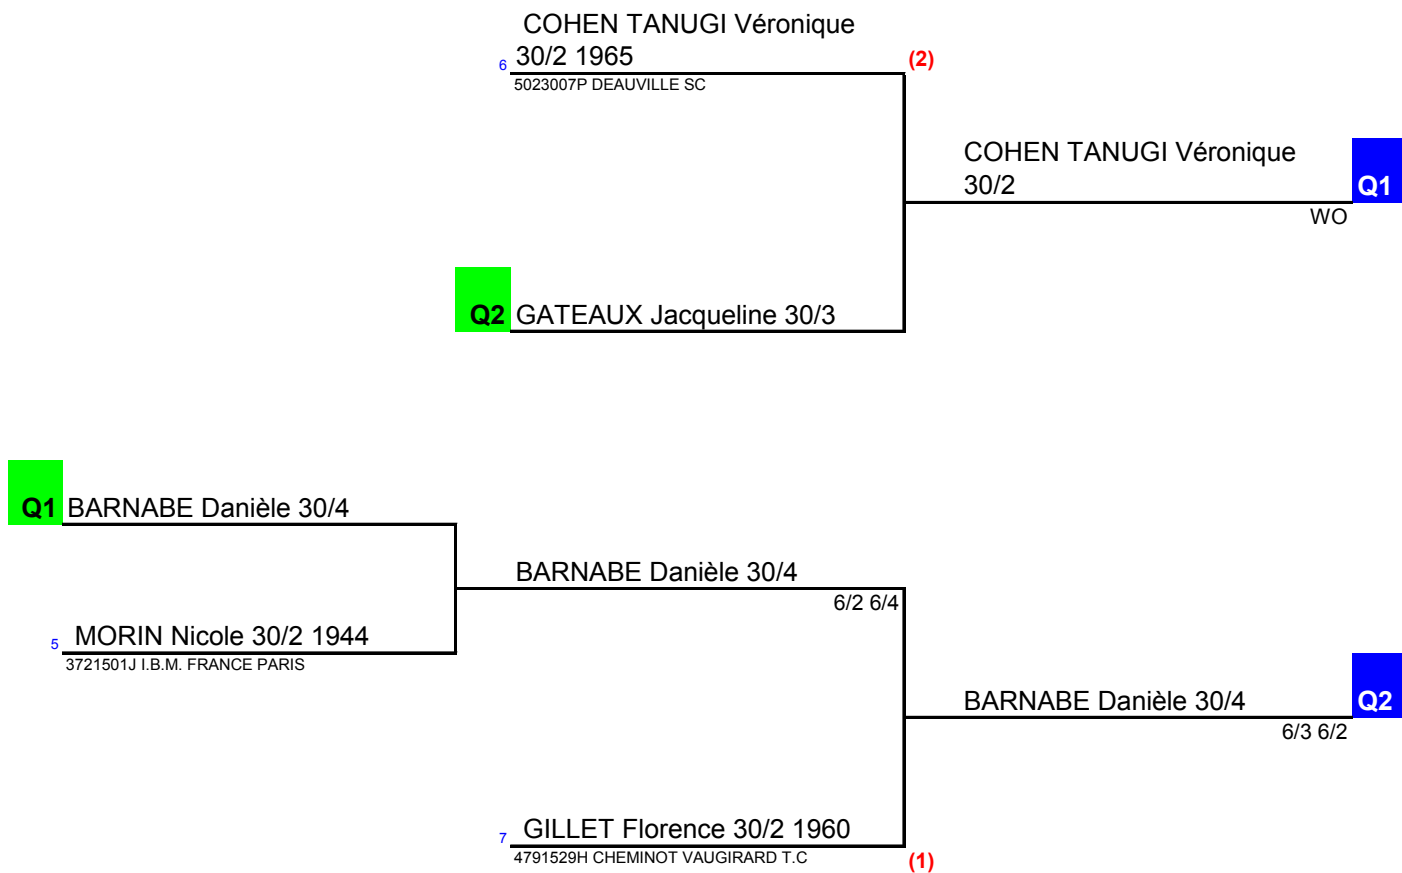 COHEN TANUGI Véronique
30/2 1965
6
(2)
5023007P DEAUVILLE SC
COHEN TANUGI Véronique
30/2
Q1
WO
Q2 GATEAUX Jacqueline 30/3
Q1 BARNABE Danièle 30/4
BARNABE Danièle 30/4
6/2 6/4
5 MORIN Nicole 30/2 1944
3721501J I.B.M. FRANCE PARIS
BARNABE Danièle 30/4 Q2
6/3 6/2
7 GILLET Florence 30/2 1960
4791529H CHEMINOT VAUGIRARD T.C
(1)